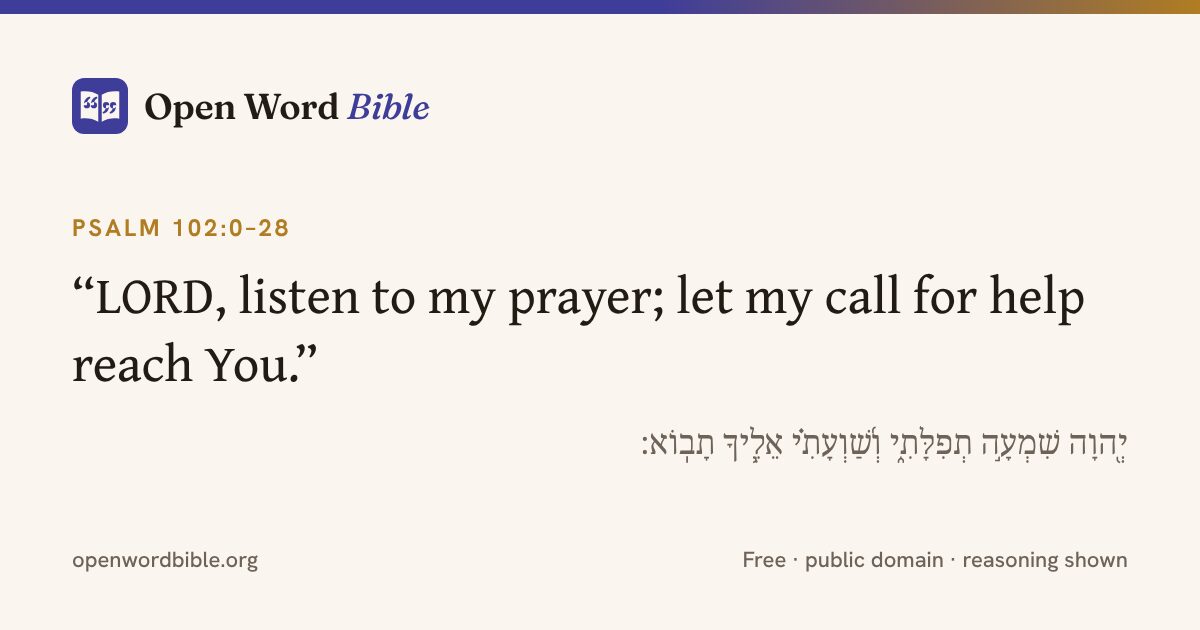 Open Word Bible
PSALM 102:0–28
“LORD, listen to my prayer; let my call for help
reach You.”
יְ֭הוָה שִׁמְעָ֣ה תְפִלָּתִ֑י וְ֝שַׁוְעָתִ֗י אֵלֶ֥יךָ תָבֽוֹא׃
openwordbible.org
Free · public domain · reasoning shown